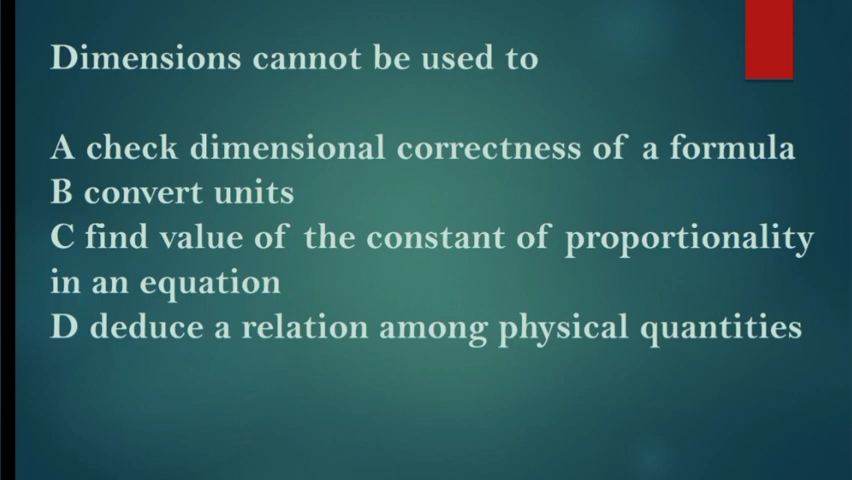 Dimensions cannot be used to
A check dimensional correctness of a formula
B convert units
C find value of the constant of proportionality
in an equation
D deduce a relation among physical quantities